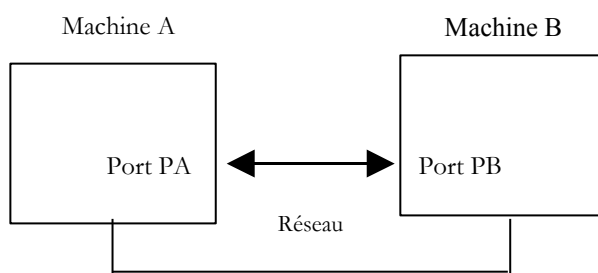 Machine A
Machine B
Port PA
Port PB
Réseau